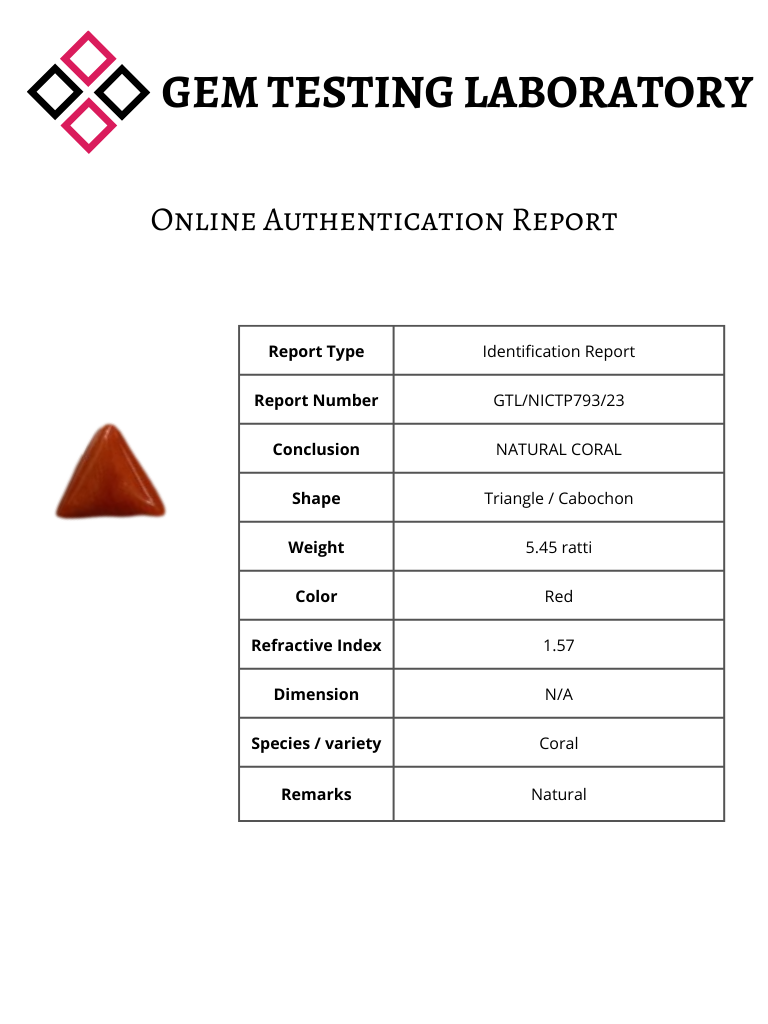 GEM TESTING LABORATORY
Online Authentication Report
Report Type Identification Report
Report Number GTL/NICTP793/23
Conclusion NATURAL CORAL
Shape Triangle / Cabochon
Weight 5.45 ratti
Color Red
Refractive Index 1.57
Dimension N/A
Species / variety Coral
Remarks Natural